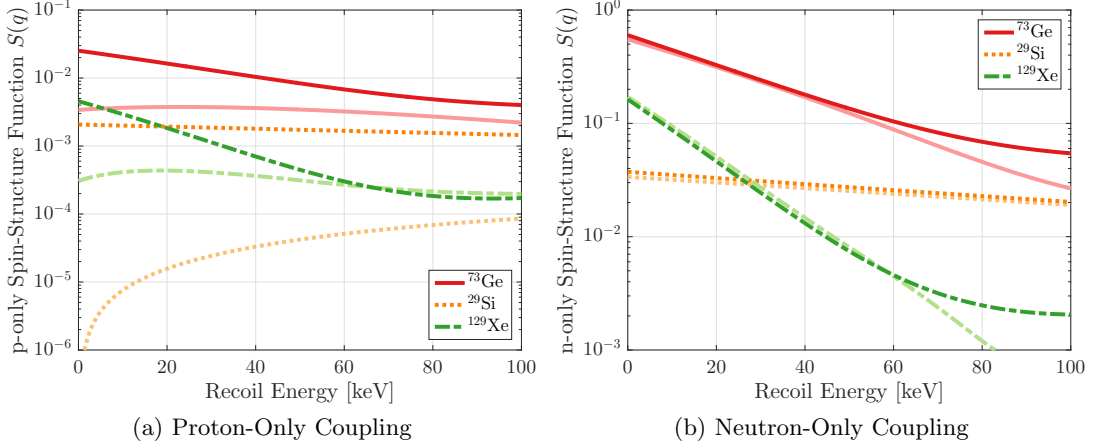 p-only Spin-Structure Function S(q)
10⁻¹
10⁻²
10⁻³
10⁻⁴
10⁻⁵
10⁻⁶
⁷³Ge
²⁹Si
¹²⁹Xe
0 20 40 60 80 100
Recoil Energy [keV]
(a) Proton-Only Coupling
n-only Spin-Structure Function S(q)
10⁰
10⁻¹
10⁻²
10⁻³
⁷³Ge
²⁹Si
¹²⁹Xe
0 20 40 60 80 100
Recoil Energy [keV]
(b) Neutron-Only Coupling